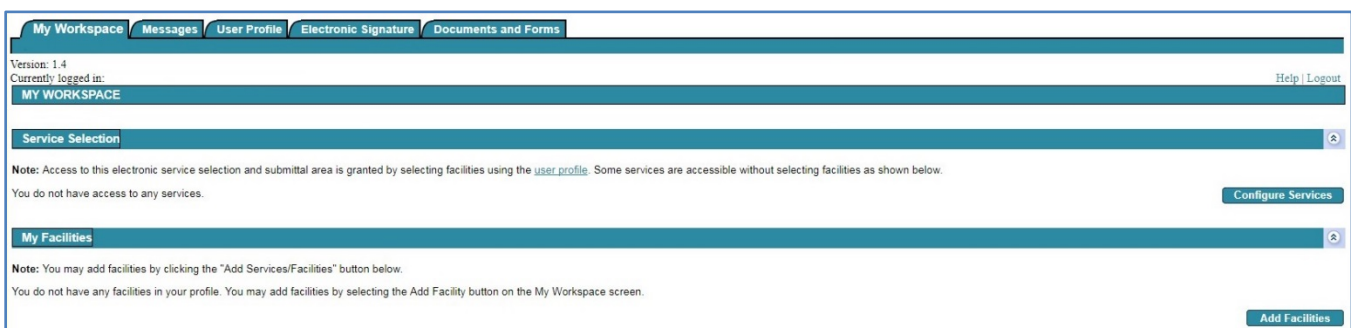 My Workspace Messages User Profile Electronic Signature Documents and Forms
Version: 1.4
Currently logged in:
Help | Logout
MY WORKSPACE
Service Selection
Note: Access to this electronic service selection and submittal area is granted by selecting facilities using the user profile. Some services are accessible without selecting facilities as shown below.
You do not have access to any services.
Configure Services
My Facilities
Note: You may add facilities by clicking the "Add Services/Facilities" button below.
You do not have any facilities in your profile. You may add facilities by selecting the Add Facility button on the My Workspace screen.
Add Facilities